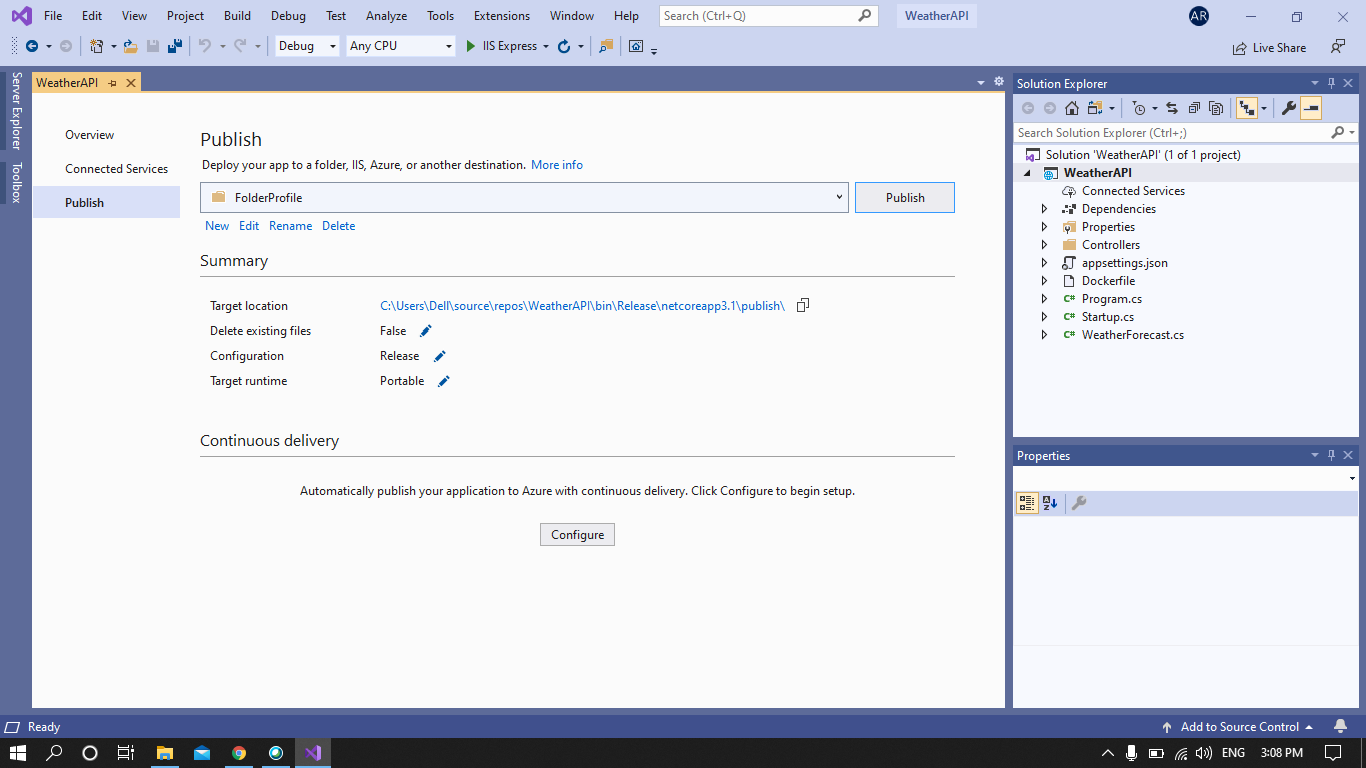 File Edit View Project Build Debug Test Analyze Tools Extensions Window Help Search (Ctrl+Q) WeatherAPI AR
Debug Any CPU IIS Express Live Share
Server Explorer
Toolbox
WeatherAPI
Overview
Connected Services
Publish
Publish
Deploy your app to a folder, IIS, Azure, or another destination. More info
FolderProfile Publish
New Edit Rename Delete
Summary
Target location C:\Users\Dell\source\repos\WeatherAPI\bin\Release\netcoreapp3.1\publish\
Delete existing files False
Configuration Release
Target runtime Portable
Continuous delivery
Automatically publish your application to Azure with continuous delivery. Click Configure to begin setup.
Configure
Solution Explorer
Search Solution Explorer (Ctrl+;)
Solution 'WeatherAPI' (1 of 1 project)
WeatherAPI
Connected Services
Dependencies
Properties
Controllers
appsettings.json
Dockerfile
C# Program.cs
C# Startup.cs
C# WeatherForecast.cs
Properties
Ready Add to Source Control
ENG 3:08 PM